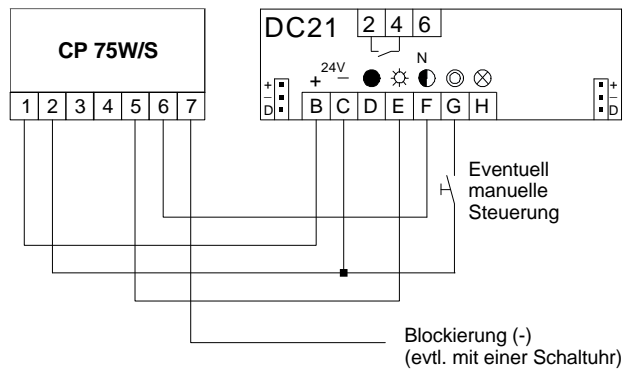 DC21 2 4 6
CP 75W/S
24V N
+ −
+ − D
+ − D
1 2 3 4 5 6 7
B C D E F G H
Eventuell
manuelle
Steuerung
Blockierung (-)
(evtl. mit einer Schaltuhr)